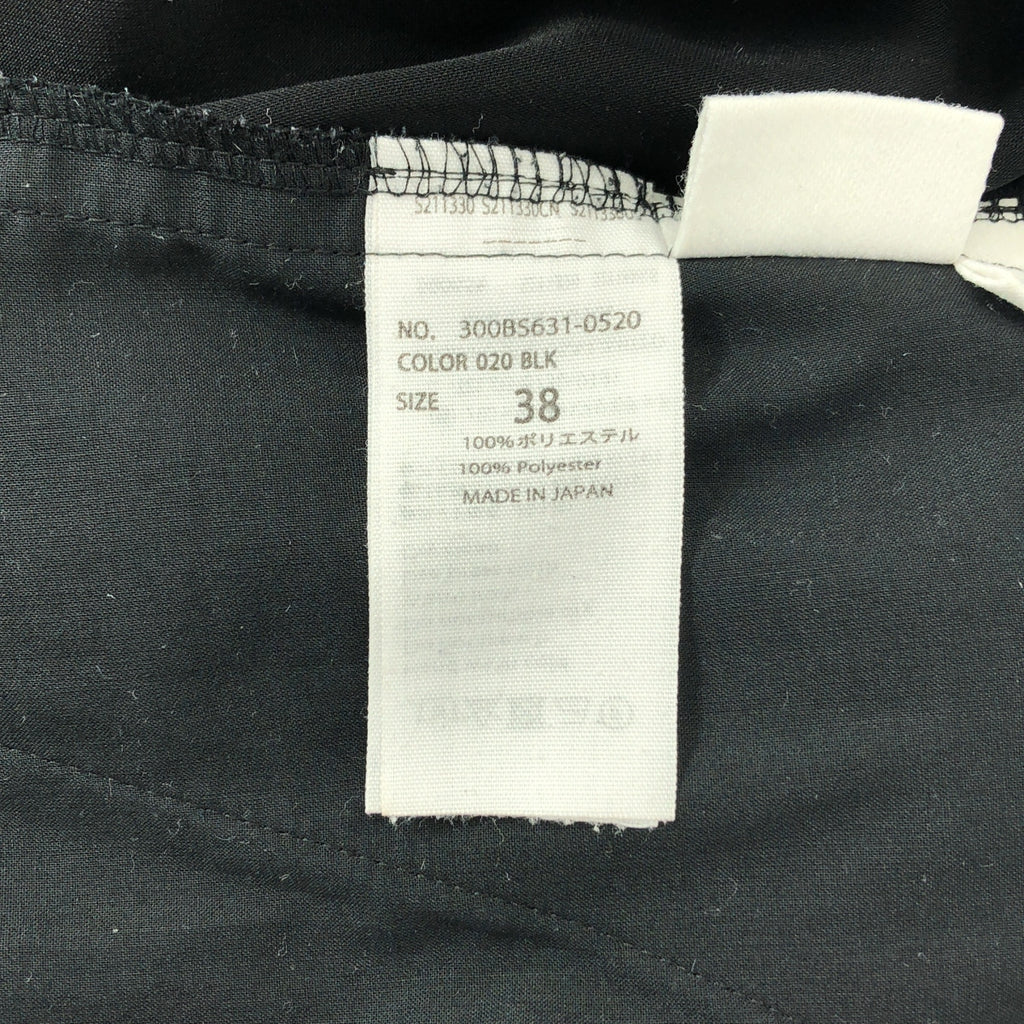 S211330 S211330CN
NO. 300BS631-0520
COLOR 020 BLK
SIZE 38
100%ポリエステル
100% Polyester
MADE IN JAPAN